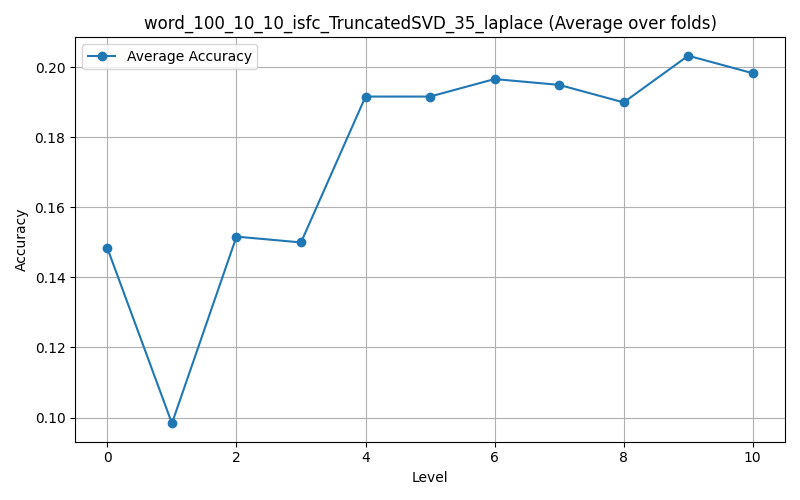 word_100_10_10_isfc_TruncatedSVD_35_laplace (Average over folds)
Average Accuracy
0.20
0.18
0.16
0.14
0.12
0.10
Accuracy
0 2 4 6 8 10
Level